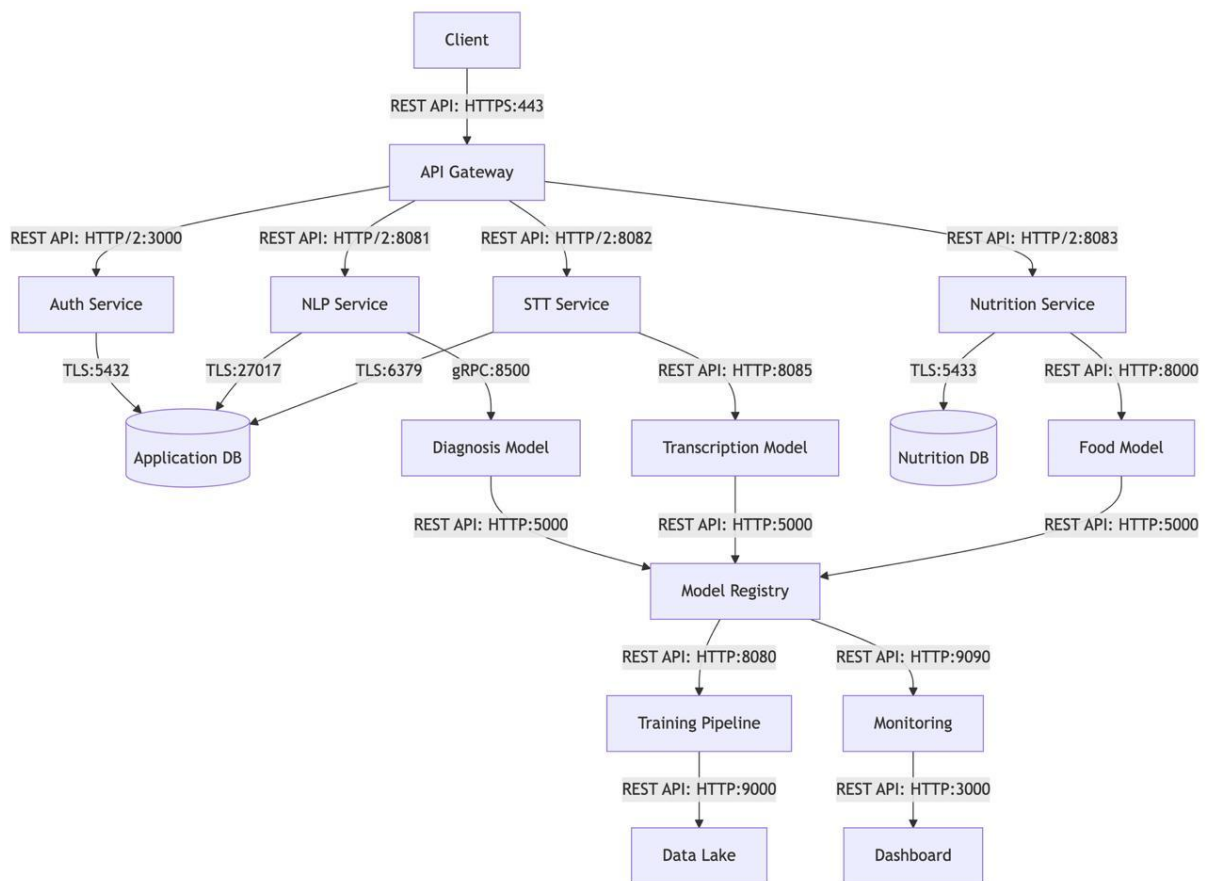 Client
REST API: HTTPS:443
API Gateway
REST API: HTTP/2:3000
REST API: HTTP/2:8081
REST API: HTTP/2:8082
REST API: HTTP/2:8083
Auth Service
NLP Service
STT Service
Nutrition Service
TLS:5432
TLS:27017
TLS:6379
gRPC:8500
REST API: HTTP:8085
TLS:5433
REST API: HTTP:8000
Application DB
Diagnosis Model
Transcription Model
Nutrition DB
Food Model
REST API: HTTP:5000
REST API: HTTP:5000
REST API: HTTP:5000
Model Registry
REST API: HTTP:8080
REST API: HTTP:9090
Training Pipeline
Monitoring
REST API: HTTP:9000
REST API: HTTP:3000
Data Lake
Dashboard